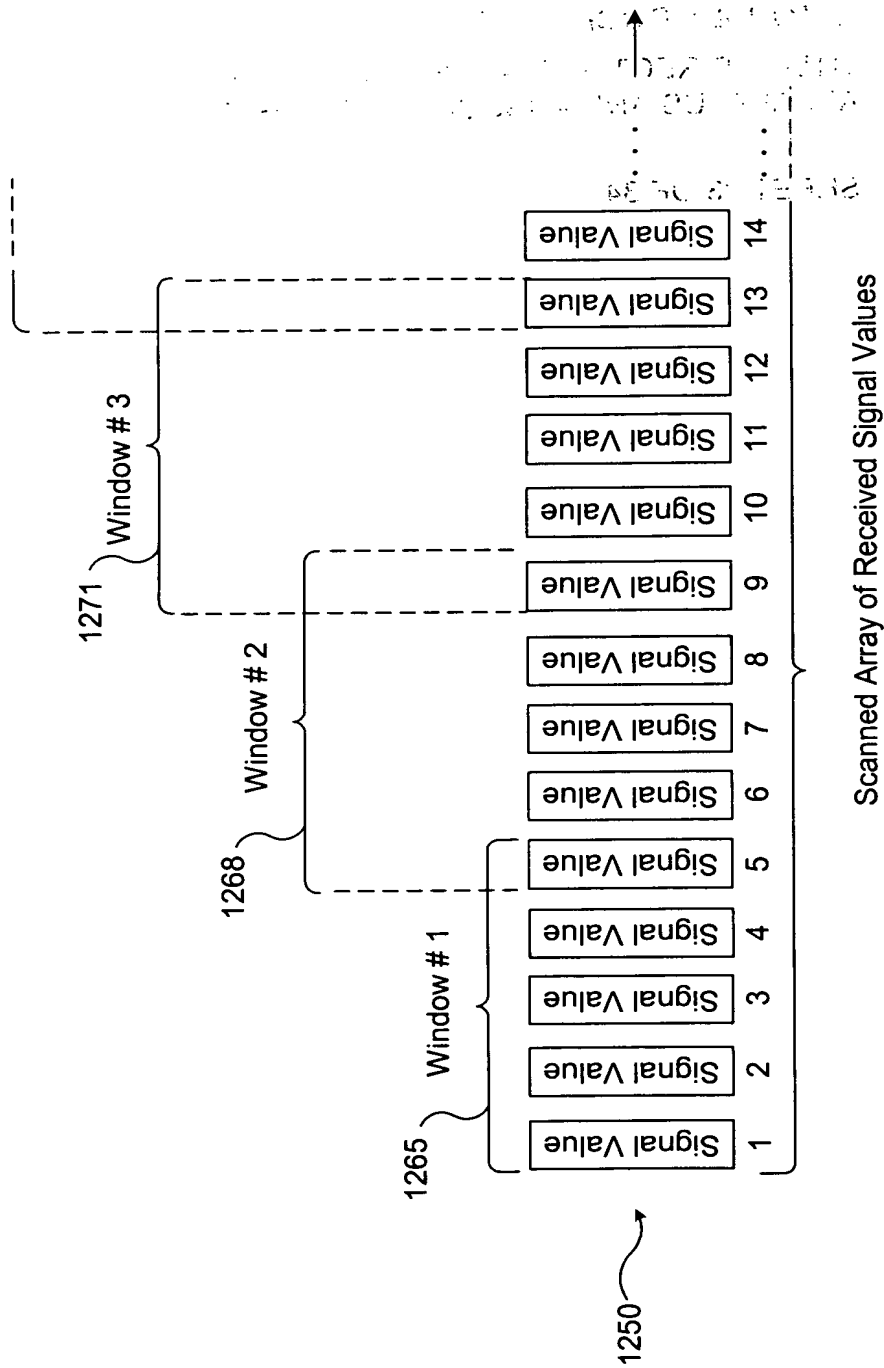 1271
Window # 3
1268
Window # 2
1265
Window # 1
1250
Signal Value
Signal Value
Signal Value
Signal Value
Signal Value
Signal Value
Signal Value
Signal Value
Signal Value
Signal Value
Signal Value
Signal Value
Signal Value
Signal Value
1 2 3 4 5 6 7 8 9 10 11 12 13 14
Scanned Array of Received Signal Values